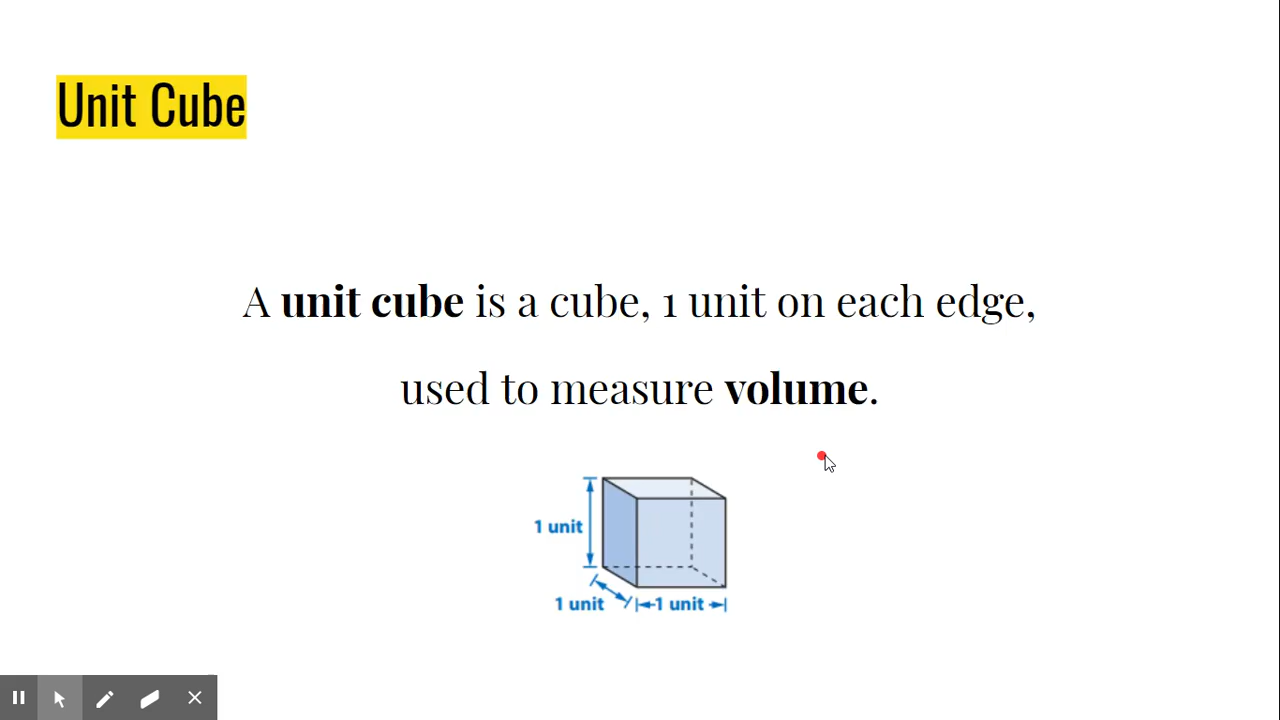 Unit Cube
A unit cube is a cube, 1 unit on each edge,
used to measure volume.
1 unit
1 unit
1 unit